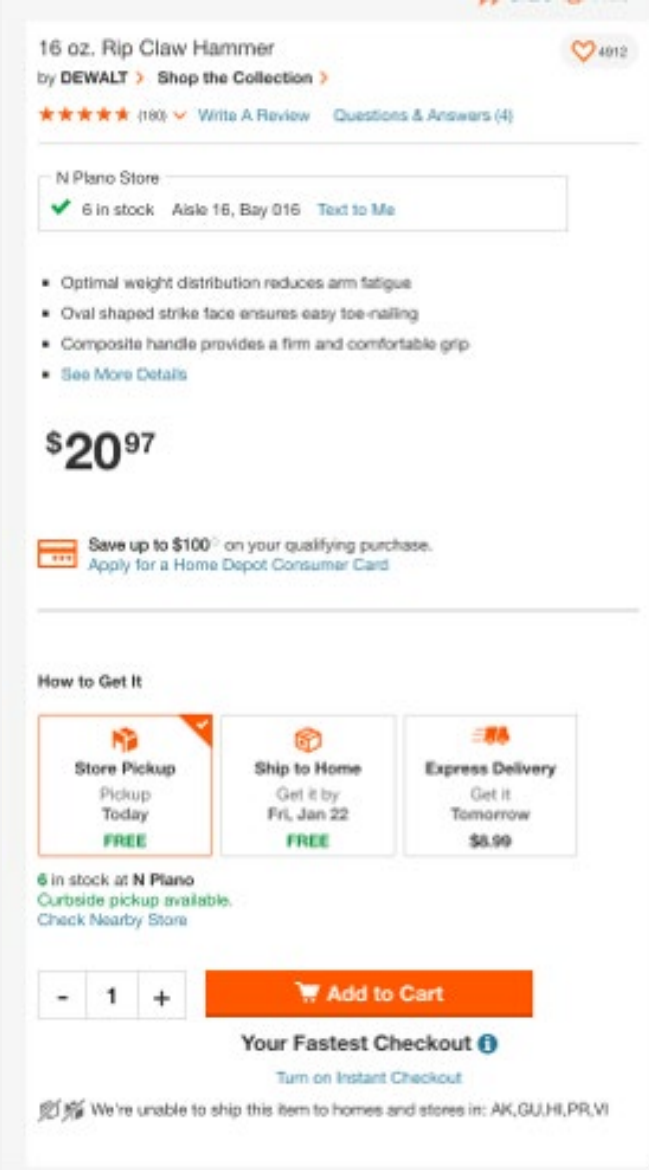 16 oz. Rip Claw Hammer
4912
by DEWALT > Shop the Collection >
(180) Write A Review Questions & Answers (4)
N Plano Store
6 in stock Aisle 16, Bay 016 Text to Me
Optimal weight distribution reduces arm fatigue
Oval shaped strike face ensures easy toe-nailing
Composite handle provides a firm and comfortable grip
See More Details
$20 97
Save up to $100 on your qualifying purchase.
Apply for a Home Depot Consumer Card
How to Get It
Store Pickup Ship to Home Express Delivery
Pickup Get it by Get it
Today Fri, Jan 22 Tomorrow
FREE FREE $8.99
6 in stock at N Plano
Curbside pickup available.
Check Nearby Store
- 1 + Add to Cart
Your Fastest Checkout i
Turn on Instant Checkout
We're unable to ship this item to homes and stores in: AK,GU,HI,PR,VI